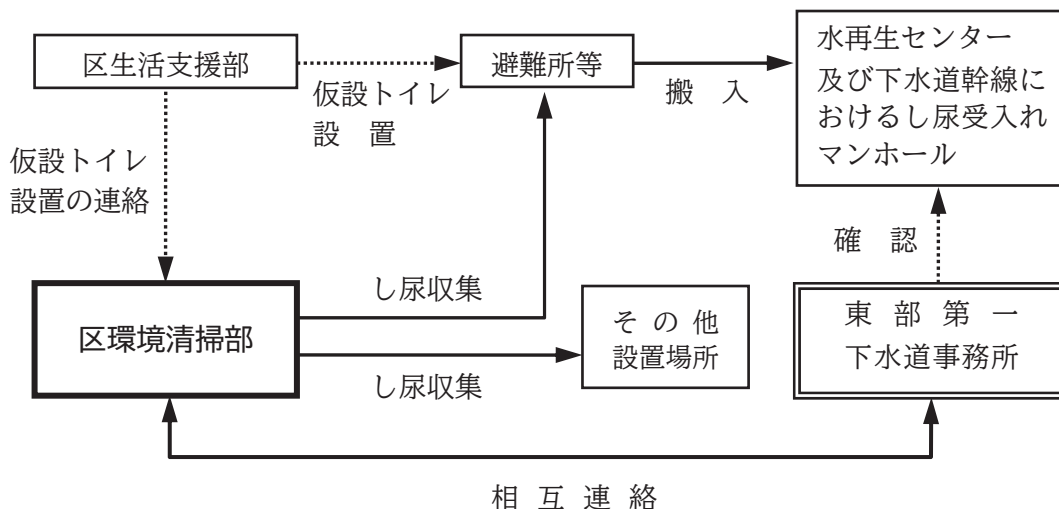 区生活支援部
仮設トイレ
設　置
避難所等
搬　入
水再生センター
及び下水道幹線に
おけるし尿受入れ
マンホール
仮設トイレ
設置の連絡
確　認
区環境清掃部
し尿収集
し尿収集
そ の 他
設置場所
東 部 第 一
下水道事務所
相 互 連 絡